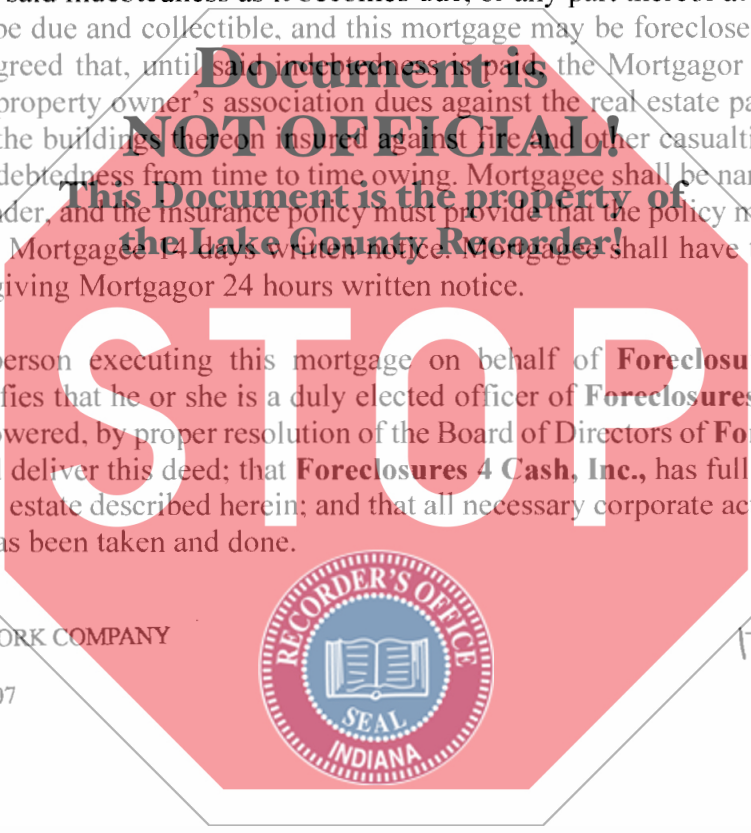 be due and collectible, and this mortgage may be foreclose
greed that, until said indebtedness is paid, the Mortgagor
Document is
property owner's association dues against the real estate pa
NOT OFFICIAL!
the buildings thereon insured against fire and other casualti
debtedness from time to time owing. Mortgagee shall be nar
This Document is the property of
der, and the insurance policy must provide that the policy m
the Lake County Recorder!
Mortgagee 14 days written notice. Mortgagee shall have
giving Mortgagor 24 hours written notice.
STOP
person executing this mortgage on behalf of Foreclosu
fies that he or she is a duly elected officer of Foreclosures
owered, by proper resolution of the Board of Directors of Fo
deliver this deed; that Foreclosures 4 Cash, Inc., has full
estate described herein; and that all necessary corporate ac
as been taken and done.
RECORDER'S OFFICE
SEAL
INDIANA
ORK COMPANY
07